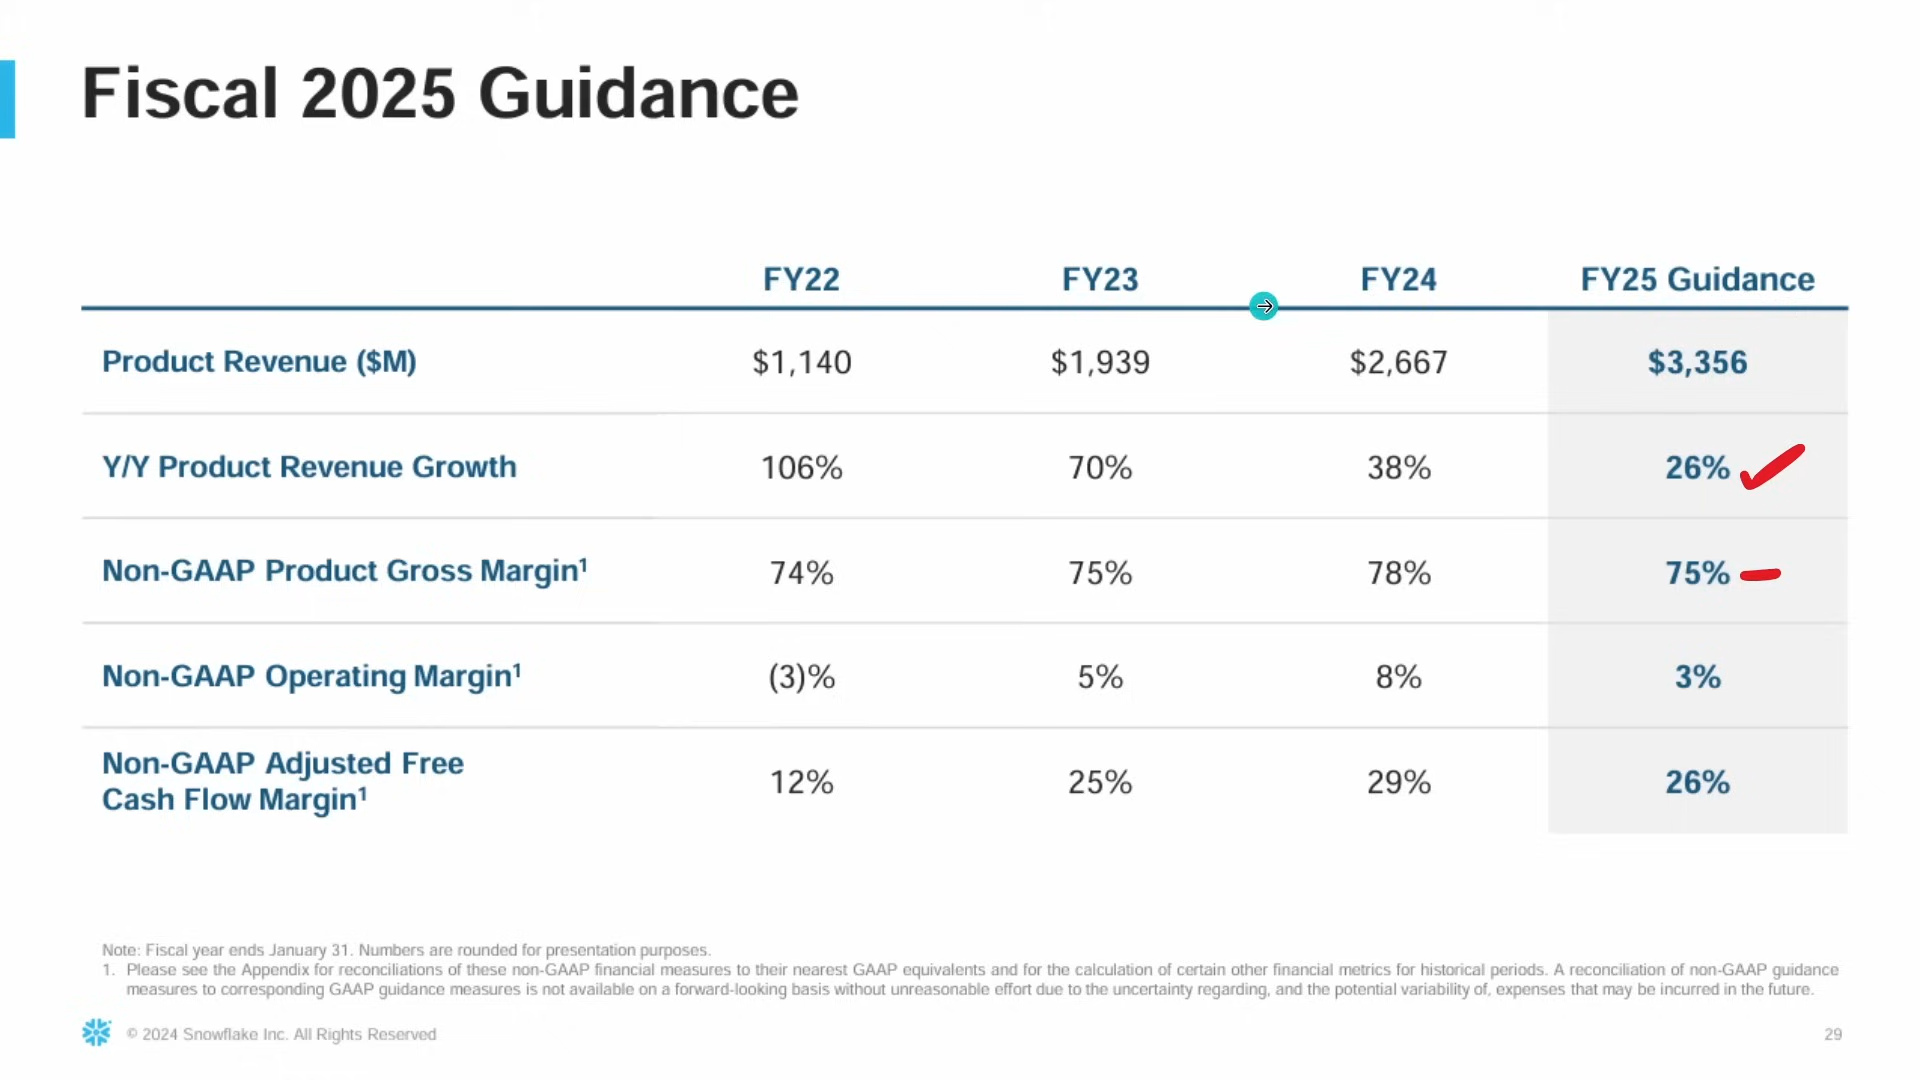 Fiscal 2025 Guidance
FY22 FY23 FY24 FY25 Guidance
Product Revenue ($M) $1,140 $1,939 $2,667 $3,356
Y/Y Product Revenue Growth 106% 70% 38% 26%
Non-GAAP Product Gross Margin¹ 74% 75% 78% 75%
Non-GAAP Operating Margin¹ (3)% 5% 8% 3%
Non-GAAP Adjusted Free
Cash Flow Margin¹ 12% 25% 29% 26%
Note: Fiscal year ends January 31. Numbers are rounded for presentation purposes.
1. Please see the Appendix for reconciliations of these non-GAAP financial measures to their nearest GAAP equivalents and for the calculation of certain other financial metrics for historical periods. A reconciliation of non-GAAP guidance
measures to corresponding GAAP guidance measures is not available on a forward-looking basis without unreasonable effort due to the uncertainty regarding, and the potential variability of, expenses that may be incurred in the future.
© 2024 Snowflake Inc. All Rights Reserved
29